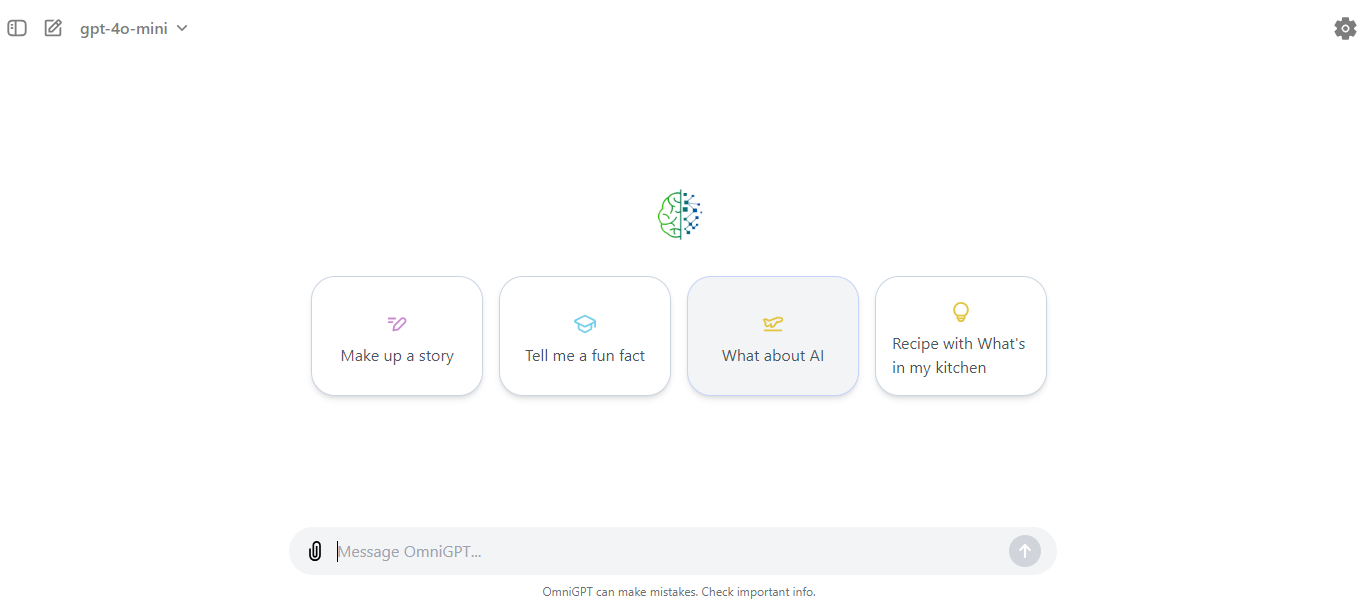 gpt-4o-mini
Make up a story
Tell me a fun fact
What about AI
Recipe with What's
in my kitchen
Message OmniGPT...
OmniGPT can make mistakes. Check important info.